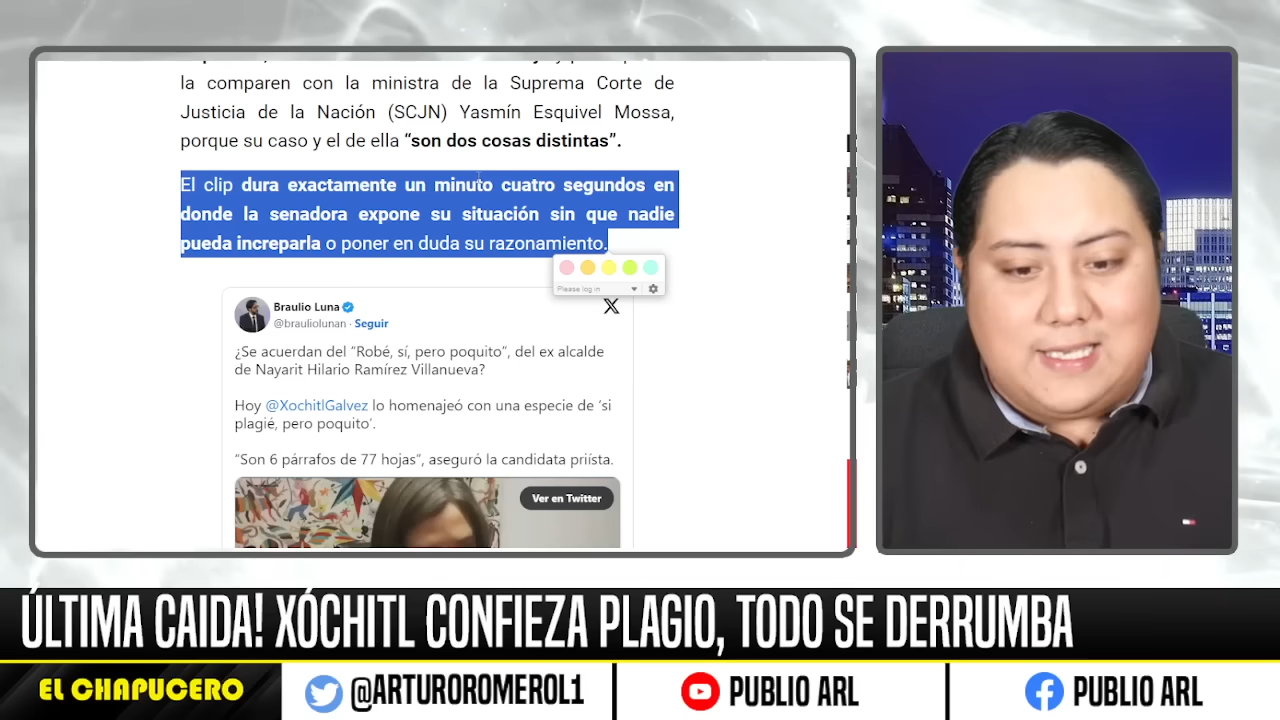 la comparen con la ministra de la Suprema Corte de
Justicia de la Nación (SCJN) Yasmín Esquivel Mossa,
porque su caso y el de ella “son dos cosas distintas”.
El clip dura exactamente un minuto cuatro segundos en
donde la senadora expone su situación sin que nadie
pueda increparla o poner en duda su razonamiento.
Please log in
Braulio Luna
@brauliolunan · Seguir
¿Se acuerdan del “Robé, sí, pero poquito”, del ex alcalde
de Nayarit Hilario Ramírez Villanueva?
Hoy @XochitlGalvez lo homenajeó con una especie de ‘si
plagié, pero poquito’.
“Son 6 párrafos de 77 hojas”, aseguró la candidata priísta.
Ver en Twitter
ÚLTIMA CAIDA! XÓCHITL CONFIEZA PLAGIO, TODO SE DERRUMBA
EL CHAPUCERO
@ARTUROROMEROL1
PUBLIO ARL
PUBLIO ARL